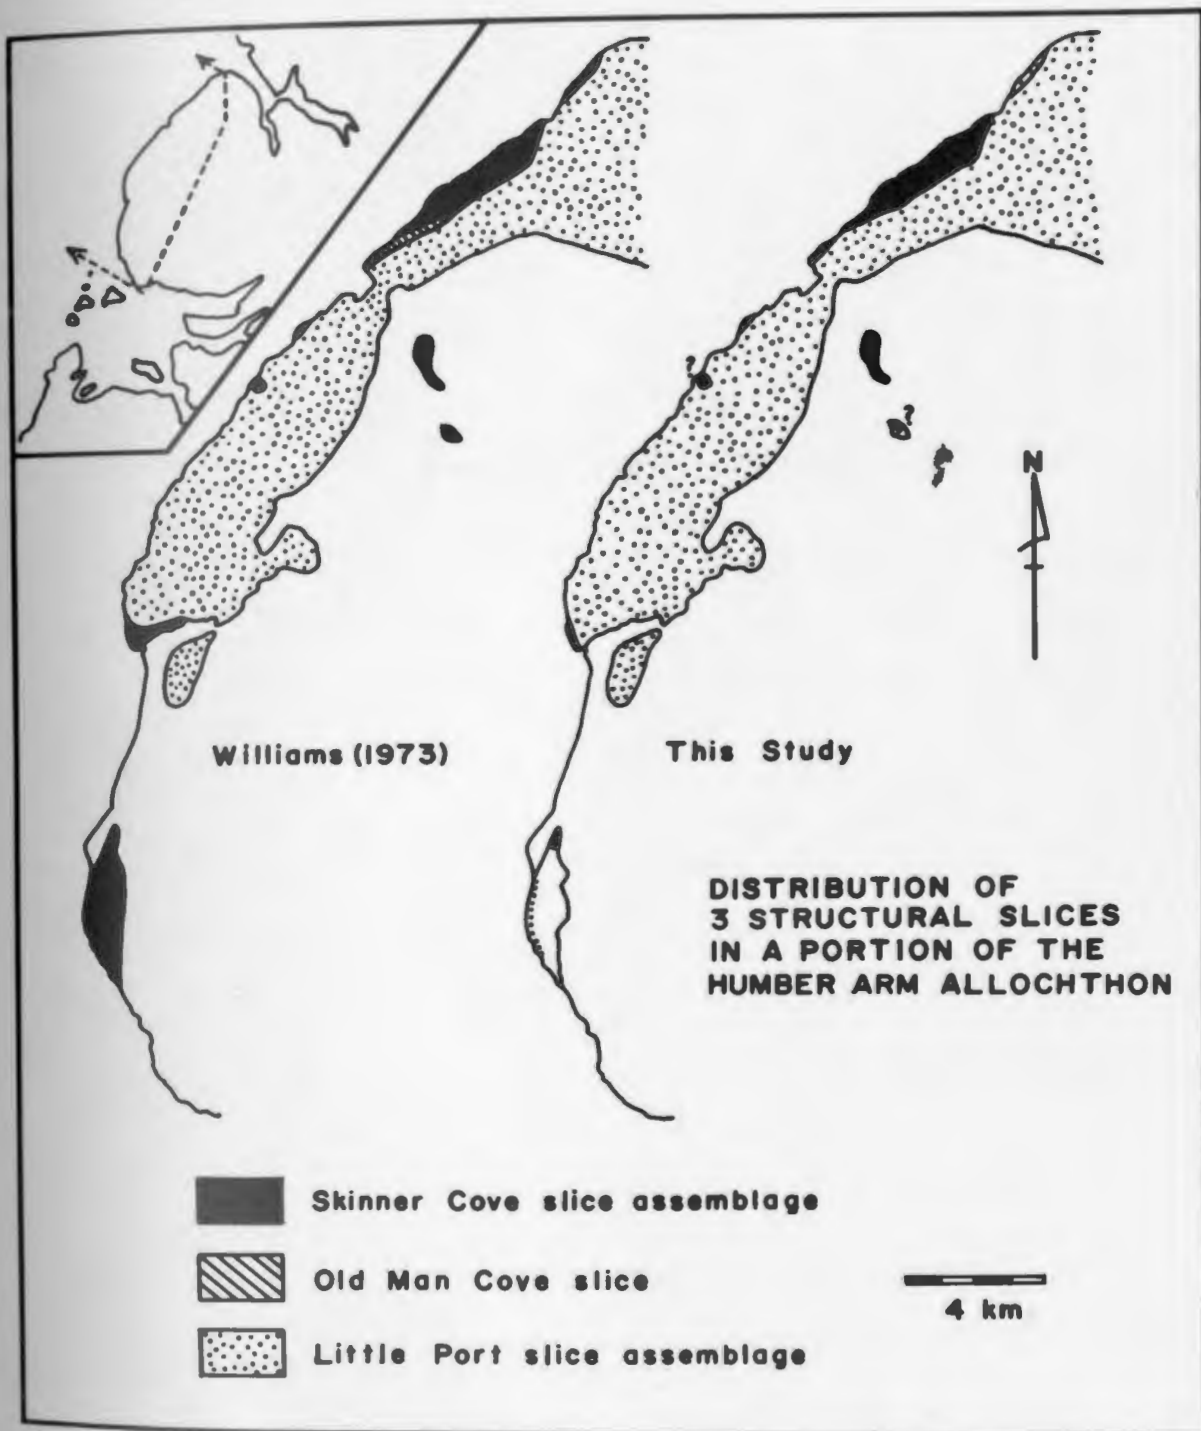 ?
?
N
Williams (1973)
This Study
DISTRIBUTION OF
3 STRUCTURAL SLICES
IN A PORTION OF THE
HUMBER ARM ALLOCHTHON
Skinner Cove slice assemblage
Old Man Cove slice
4 km
Little Port slice assemblage